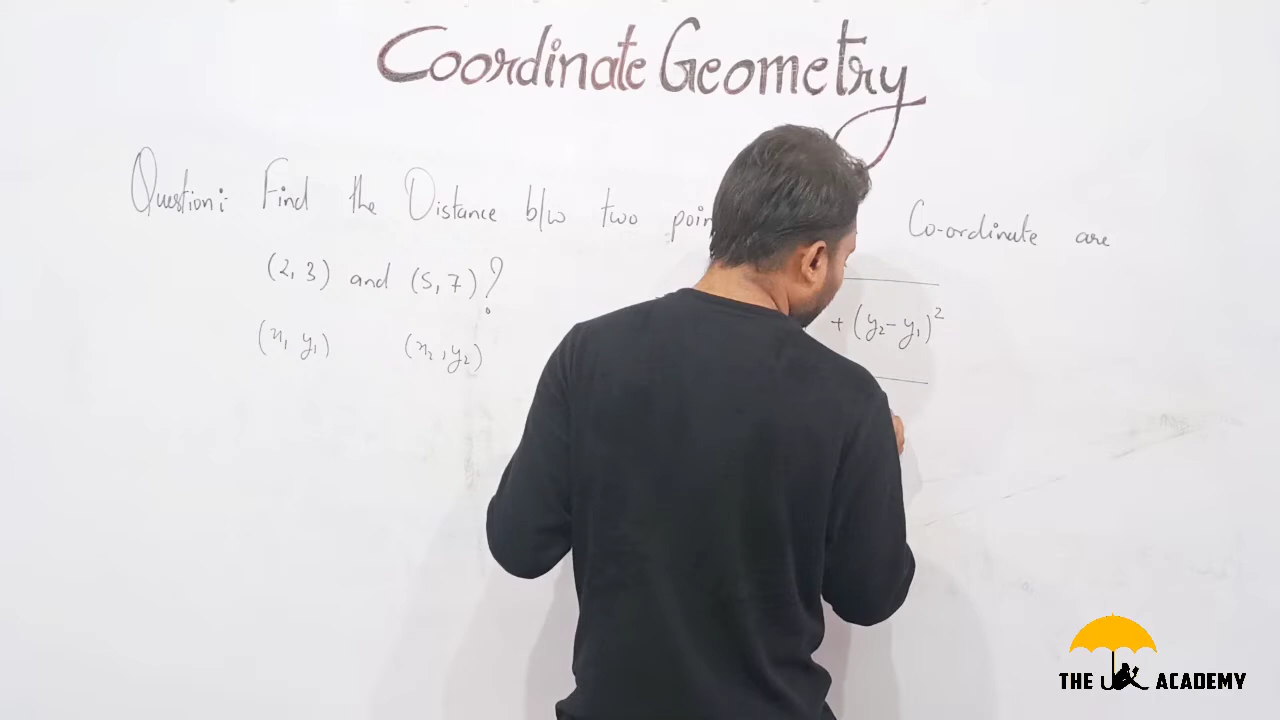 Coordinate Geometry
Question: Find the Distance b/w two Co-ordinate are
(2, 3) and (5, 7)?
+ (y₂ - y₁)²
(x₁ y₁) (x₂, y₂)
THE ACADEMY